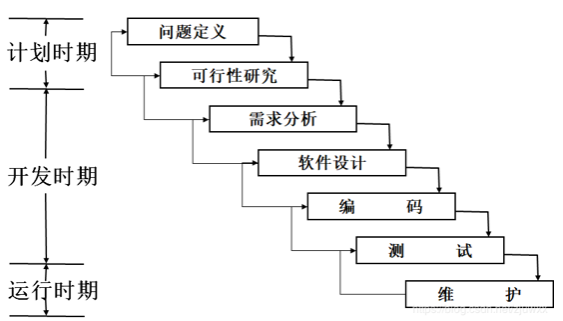 问题定义
计划时期
可行性研究
需求分析
软件设计
开发时期
编 码
测 试
运行时期
维 护